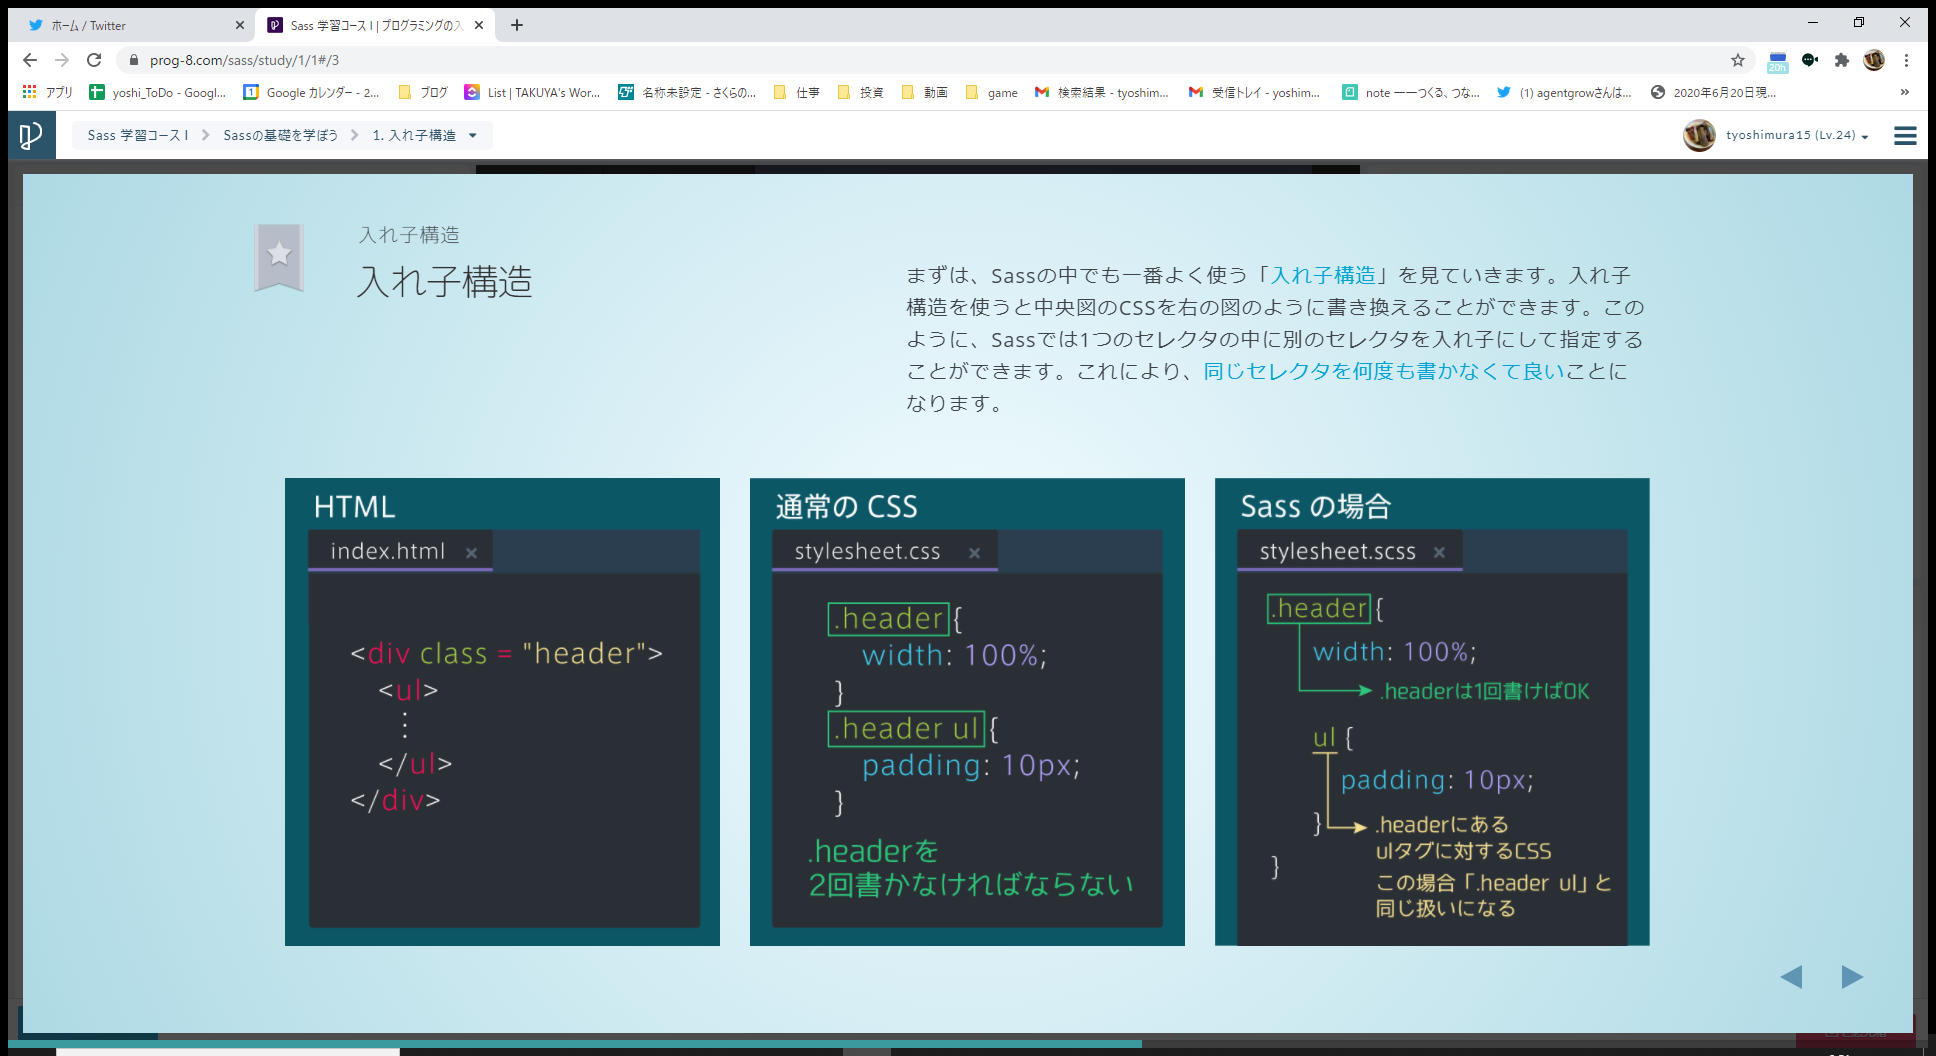 ホーム / Twitter
Sass 学習コース I | プログラミングの入
prog-8.com/sass/study/1/1#/3
20h
アプリ
yoshi_ToDo - Googl...
Google カレンダー - 2...
ブログ
List | TAKUYA's Wor...
名称未設定 - さくらの...
仕事
投資
動画
game
検索結果 - tyoshim...
受信トレイ - yoshim...
note ーーつくる、つな...
(1) agentgrowさんは...
2020年6月20日現...
»
Sass 学習コース I
Sassの基礎を学ぼう
1. 入れ子構造
tyoshimura15 (Lv.24)
入れ子構造
入れ子構造
まずは、Sassの中でも一番よく使う「入れ子構造」を見ていきます。入れ子
構造を使うと中央図のCSSを右の図のように書き換えることができます。この
ように、Sassでは1つのセレクタの中に別のセレクタを入れ子にして指定する
ことができます。これにより、同じセレクタを何度も書かなくて良いことに
なります。
HTML
index.html ×
<div class = "header">
<ul>
⋮
</ul>
</div>
通常の CSS
stylesheet.css ×
.header {
width: 100%;
}
.header ul {
padding: 10px;
}
.headerを
2回書かなければならない
Sass の場合
stylesheet.scss ×
.header {
width: 100%;
.headerは1回書けばOK
ul {
padding: 10px;
}
.headerにある
ulタグに対するCSS
この場合「.header ul」と
同じ扱いになる
}